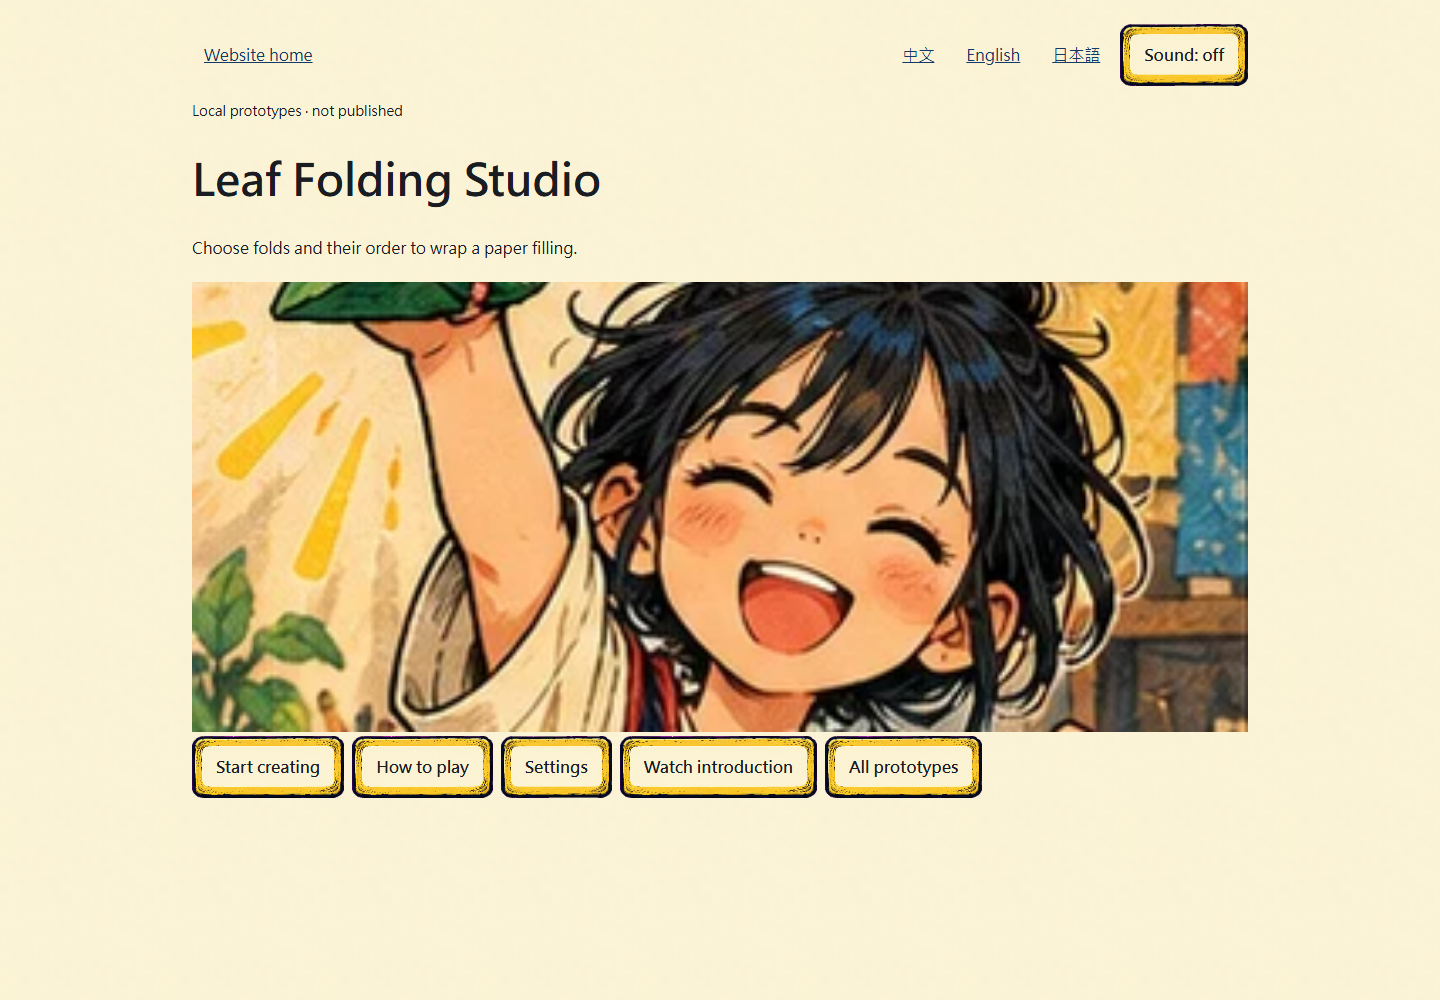 Website home
中文 English 日本語 Sound: off
Local prototypes · not published
Leaf Folding Studio
Choose folds and their order to wrap a paper filling.
Start creating How to play Settings Watch introduction All prototypes